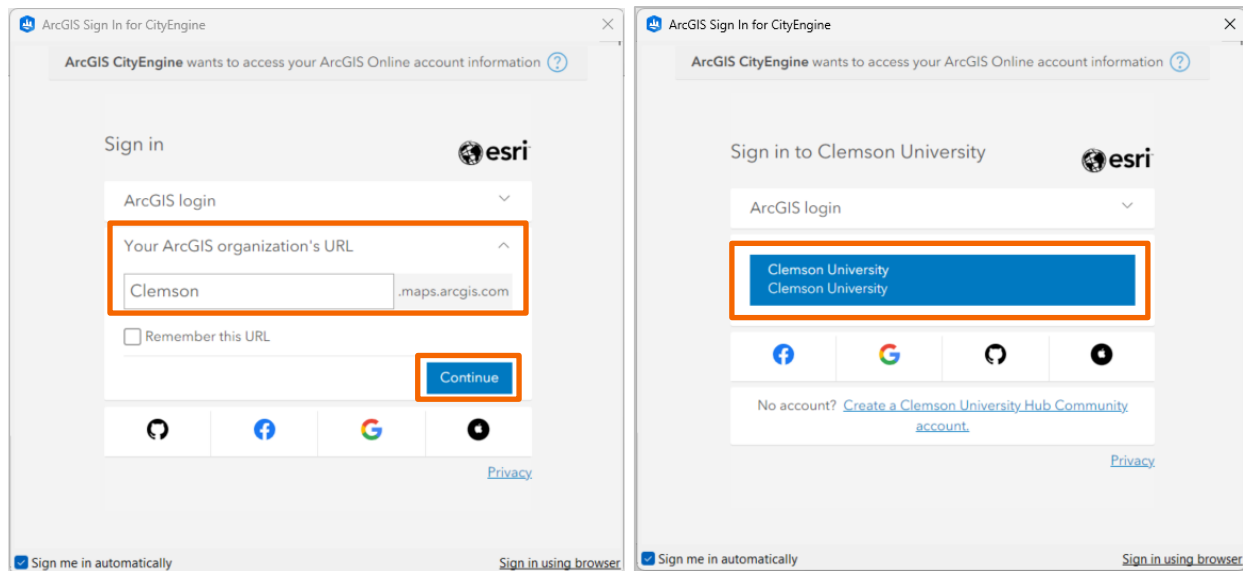 ArcGIS Sign In for CityEngine
ArcGIS CityEngine wants to access your ArcGIS Online account information ?
Sign in
esri
ArcGIS login
Your ArcGIS organization's URL
Clemson .maps.arcgis.com
Remember this URL
Continue
Privacy
Sign me in automatically
Sign in using browser
ArcGIS Sign In for CityEngine
ArcGIS CityEngine wants to access your ArcGIS Online account information ?
Sign in to Clemson University
esri
ArcGIS login
Clemson University
Clemson University
No account? Create a Clemson University Hub Community
account.
Privacy
Sign me in automatically
Sign in using browser